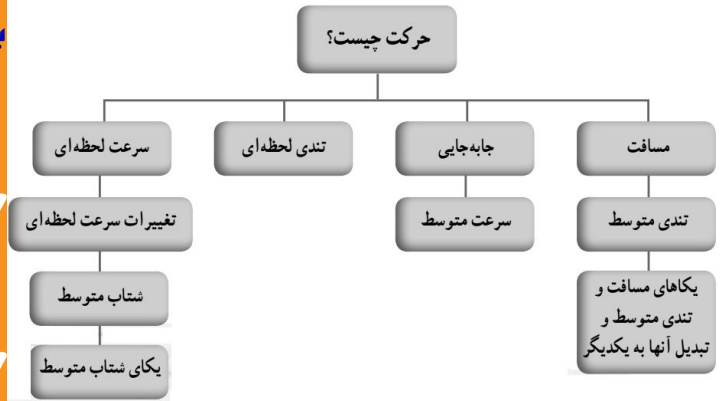 حرکت چیست؟
مسافت
جابه‌جایی
تندی لحظه‌ای
سرعت لحظه‌ای
تندی متوسط
سرعت متوسط
تغییرات سرعت لحظه‌ای
یکاهای مسافت و
تندی متوسط و
تبدیل آنها به یکدیگر
شتاب متوسط
یکای شتاب متوسط